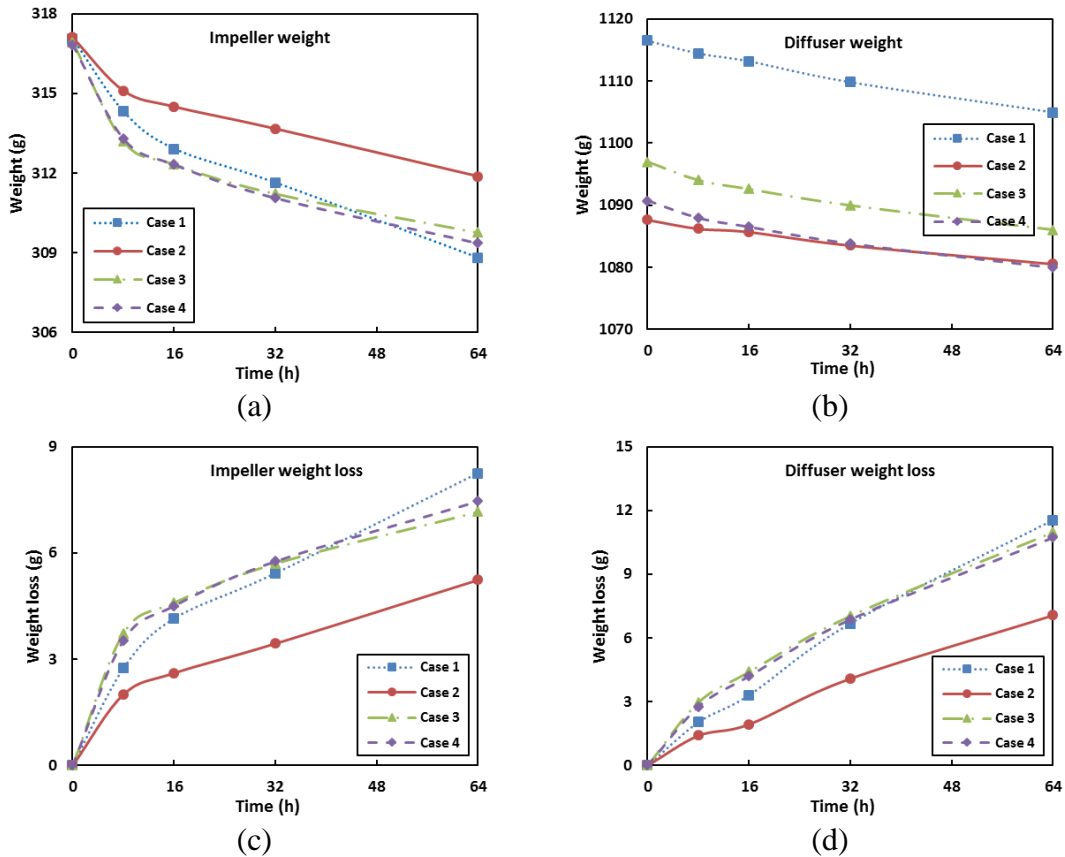 Impeller weight
Weight (g)
318
315
312
309
306
Case 1
Case 2
Case 3
Case 4
0
16
32
48
64
Time (h)
(a)
Diffuser weight
Weight (g)
1120
1110
1100
1090
1080
1070
Case 1
Case 2
Case 3
Case 4
0
16
32
48
64
Time (h)
(b)
Impeller weight loss
Weight loss (g)
9
6
3
0
Case 1
Case 2
Case 3
Case 4
0
16
32
48
64
Time (h)
(c)
Diffuser weight loss
Weight loss (g)
15
12
9
6
3
0
Case 1
Case 2
Case 3
Case 4
0
16
32
48
64
Time (h)
(d)